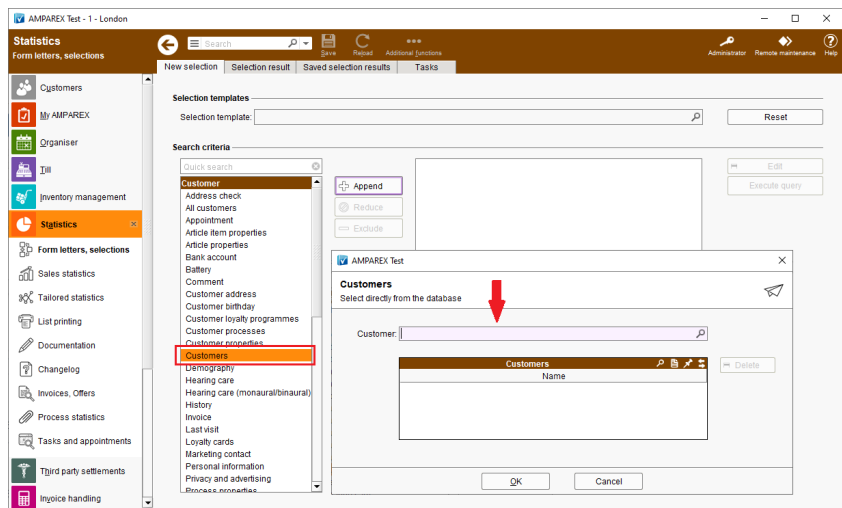 AMPAREX Test - 1 - London
Statistics
Form letters, selections
Search
Save
Reload
Additional functions
Administrator
Remote maintenance
Help
New selection
Selection result
Saved selection results
Tasks
Customers
My AMPAREX
Organiser
Till
Inventory management
Statistics
Form letters, selections
Sales statistics
Tailored statistics
List printing
Documentation
Changelog
Invoices, Offers
Process statistics
Tasks and appointments
Third party settlements
Invoice handling
Selection templates
Selection template:
Reset
Search criteria
Quick search
Customer
Address check
All customers
Appointment
Article item properties
Article properties
Bank account
Battery
Comment
Customer address
Customer birthday
Customer loyalty programmes
Customer processes
Customer properties
Customers
Demography
Hearing care
Hearing care (monaural/binaural)
History
Invoice
Last visit
Loyalty cards
Marketing contact
Personal information
Privacy and advertising
Process properties
Append
Reduce
Exclude
Edit
Execute query
AMPAREX Test
Customers
Select directly from the database
Customer:
Customers
Name
Delete
OK
Cancel